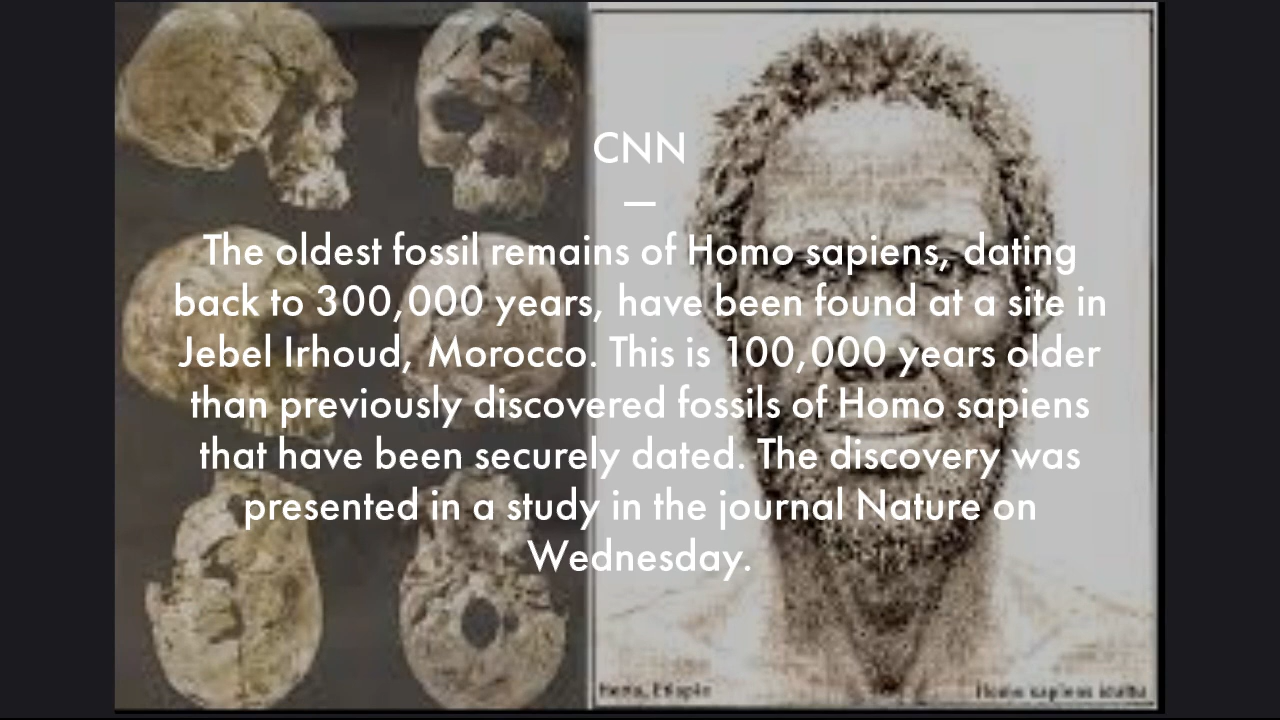 CNN
—
The oldest fossil remains of Homo sapiens, dating
back to 300,000 years, have been found at a site in
Jebel Irhoud, Morocco. This is 100,000 years older
than previously discovered fossils of Homo sapiens
that have been securely dated. The discovery was
presented in a study in the journal Nature on
Wednesday.
Homo sapiens idaltu